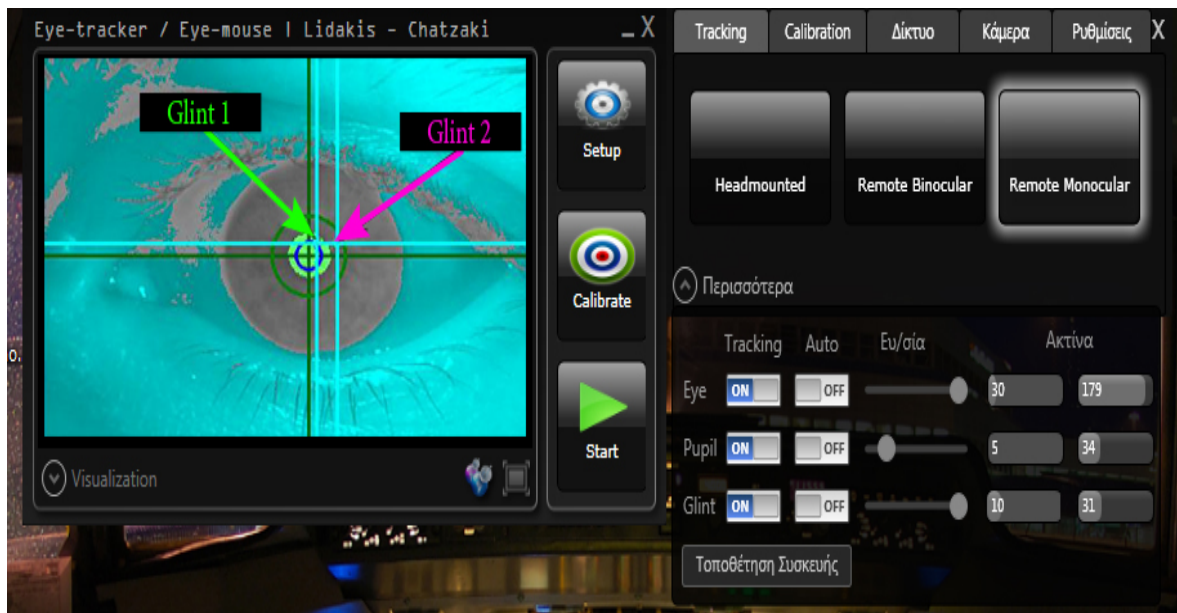 Eye-tracker / Eye-mouse | Lidakis - Chatzaki
_ X
Glint 1
Glint 2
Visualization
Setup
Calibrate
Start
Tracking Calibration Δίκτυο Κάμερα Ρυθμίσεις X
Headmounted Remote Binocular Remote Monocular
Περισσότερα
Tracking Auto Ευ/σία Ακτίνα
Eye ON OFF 30 179
Pupil ON OFF 5 34
Glint ON OFF 10 31
Τοποθέτηση Συσκευής
o.